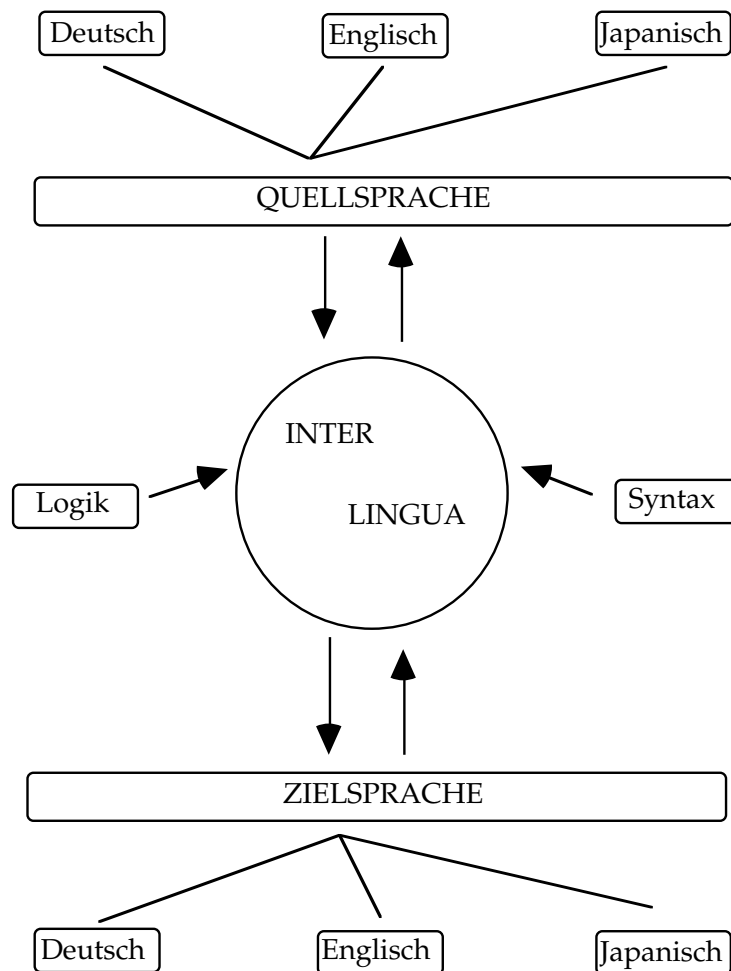 Deutsch
Englisch
Japanisch
QUELLSPRACHE
INTER
LINGUA
Logik
Syntax
ZIELSPRACHE
Deutsch
Englisch
Japanisch